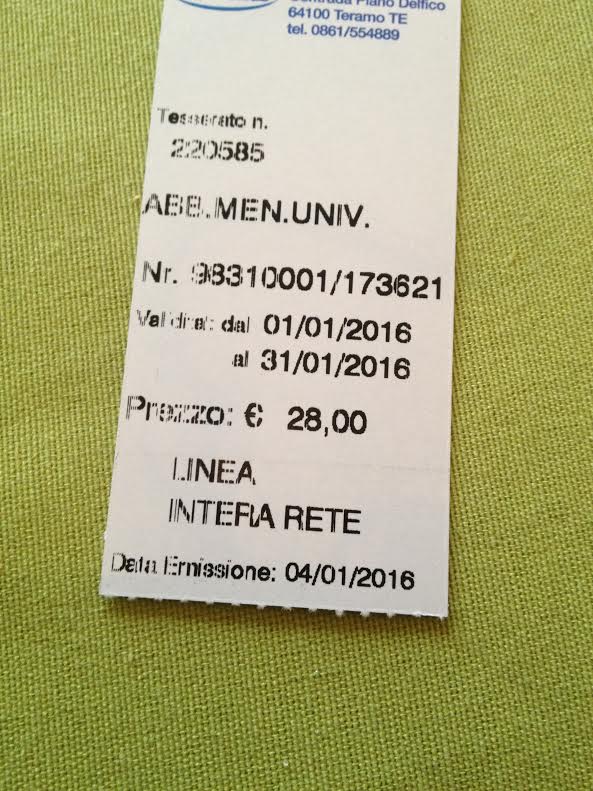 Contrada Piano Delfico
64100 Teramo TE
tel. 0861/554889
Tesserato n.
220585
ABB.MEN.UNIV.
Nr. 98310001/173621
Validita: dal 01/01/2016
al 31/01/2016
Prezzo: € 28,00
LINEA
INTERA RETE
Data Emissione: 04/01/2016